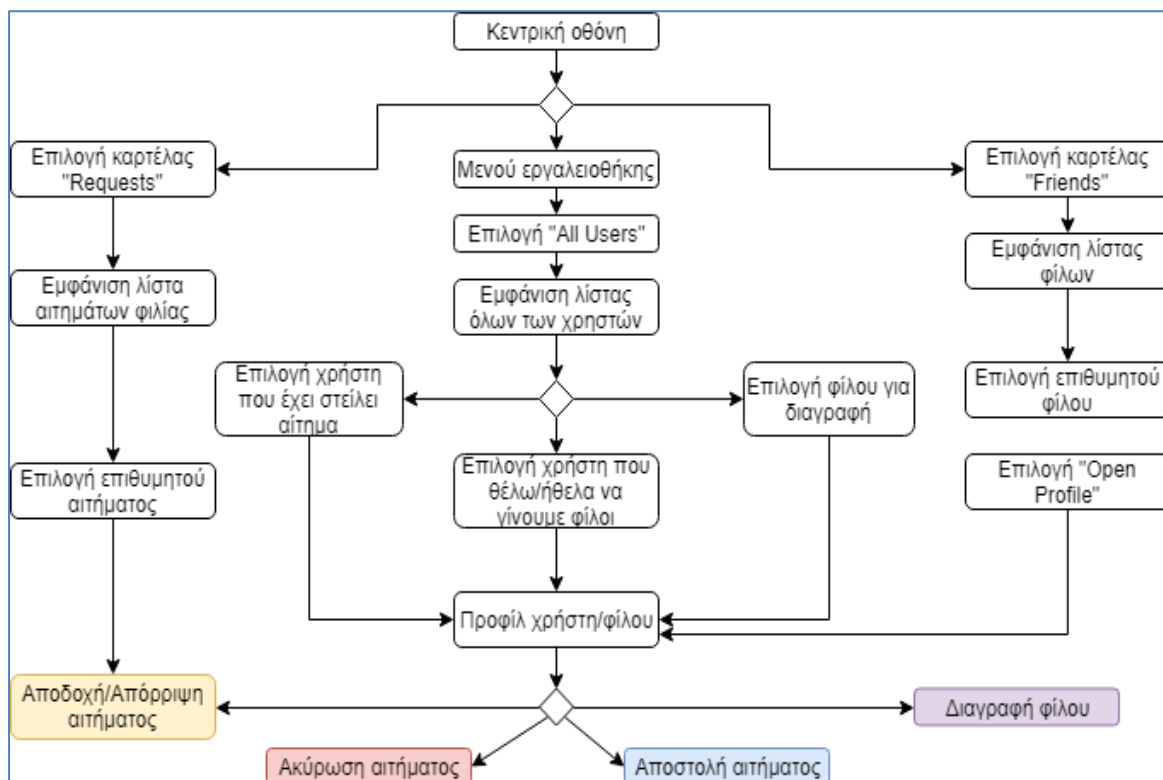 Κεντρική οθόνη
Επιλογή καρτέλας
"Requests"
Μενού εργαλειοθήκης
Επιλογή καρτέλας
"Friends"
Επιλογή "All Users"
Εμφάνιση λίστα
αιτημάτων φιλίας
Εμφάνιση λίστας
όλων των χρηστών
Εμφάνιση λίστας
φίλων
Επιλογή χρήστη
που έχει στείλει
αίτημα
Επιλογή φίλου για
διαγραφή
Επιλογή επιθυμητού
φίλου
Επιλογή επιθυμητού
αιτήματος
Επιλογή χρήστη που
θέλω/ήθελα να
γίνουμε φίλοι
Επιλογή "Open
Profile"
Προφίλ χρήστη/φίλου
Αποδοχή/Απόρριψη
αιτήματος
Διαγραφή φίλου
Ακύρωση αιτήματος
Αποστολή αιτήματος